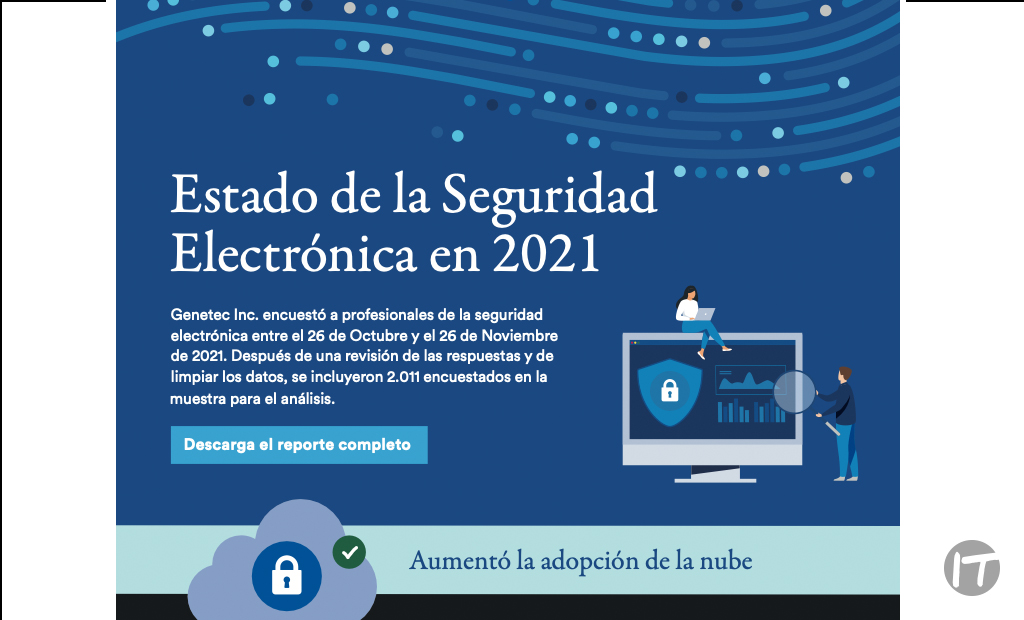 Estado de la Seguridad
Electrónica en 2021
Genetec Inc. encuestó a profesionales de la seguridad
electrónica entre el 26 de Octubre y el 26 de Noviembre
de 2021. Después de una revisión de las respuestas y de
limpiar los datos, se incluyeron 2.011 encuestados en la
muestra para el análisis.
Descarga el reporte completo
Aumentó la adopción de la nube
IT